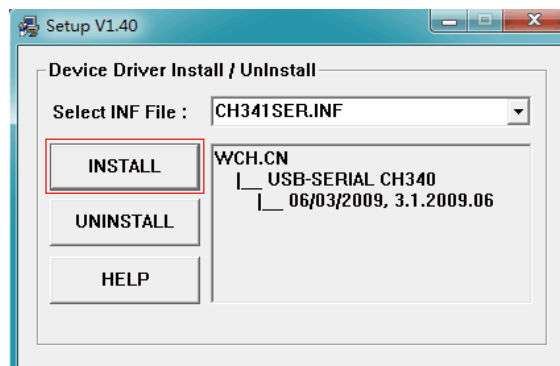 Setup V1.40
Device Driver Install / UnInstall
Select INF File : CH341SER.INF
INSTALL
UNINSTALL
HELP
WCH.CN
|__ USB-SERIAL CH340
|__ 06/03/2009, 3.1.2009.06